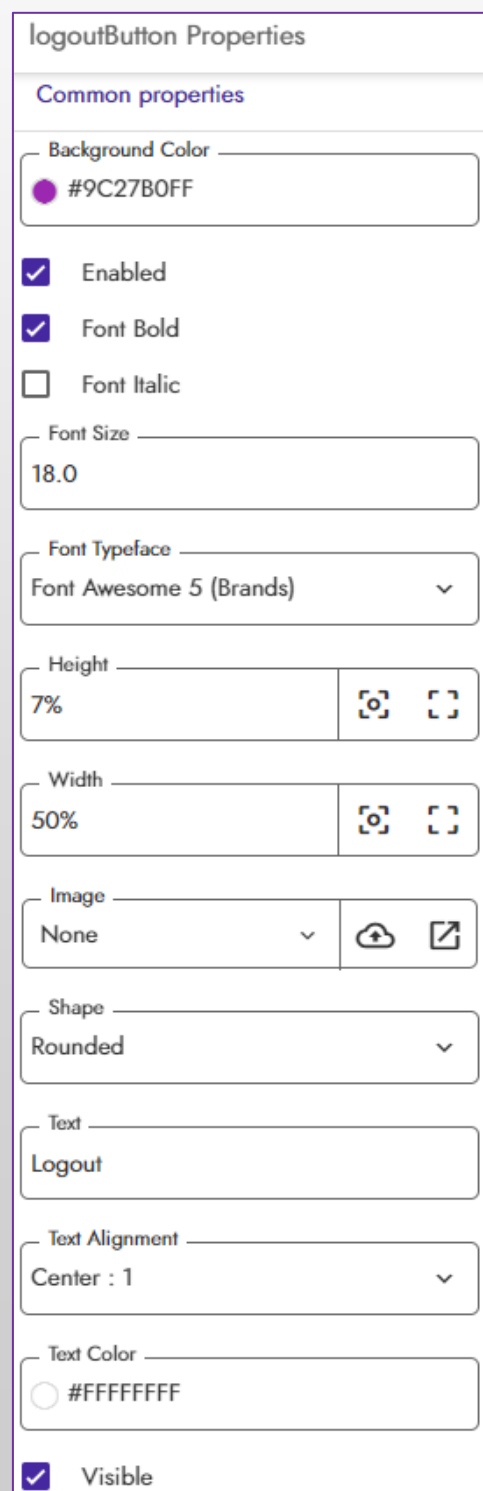 logoutButton Properties
Common properties
Background Color
#9C27B0FF
Enabled
Font Bold
Font Italic
Font Size
18.0
Font Typeface
Font Awesome 5 (Brands)
Height
7%
Width
50%
Image
None
Shape
Rounded
Text
Logout
Text Alignment
Center : 1
Text Color
#FFFFFFFF
Visible